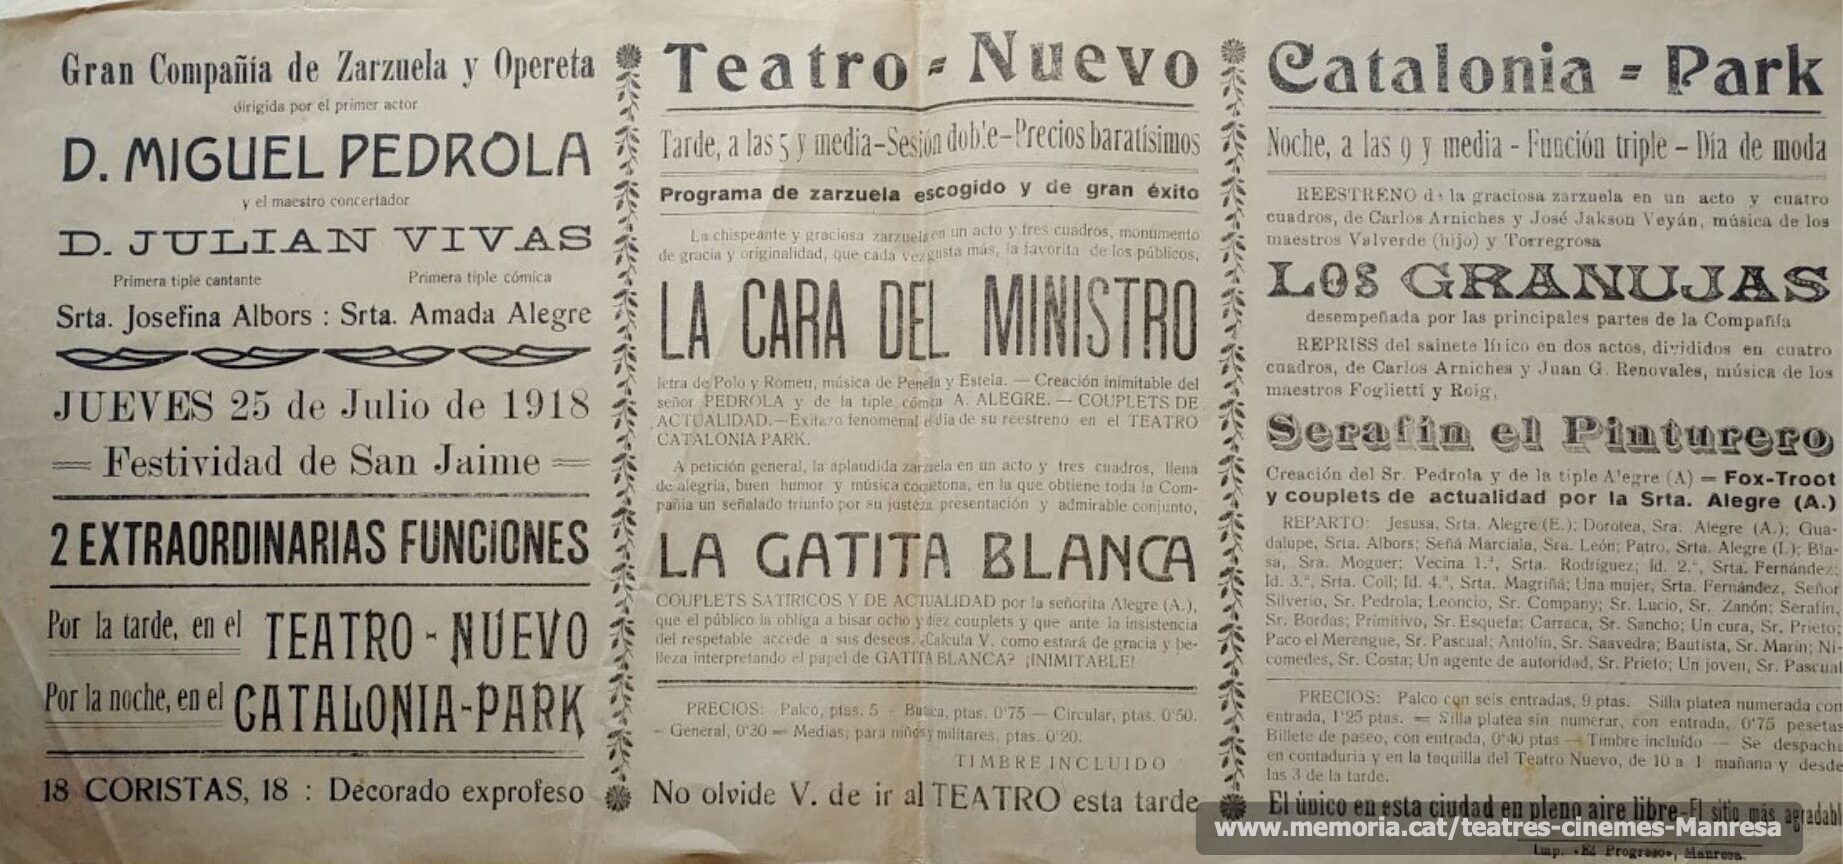 Gran Compañía de Zarzuela y Opereta
dirigida por el primer actor
D. MIGUEL PEDROLA
y el maestro concertador
D. JULIAN VIVAS
Primera tiple cantante Primera tiple cómica
Srta. Josefina Albors : Srta. Amada Alegre
JUEVES 25 de Julio de 1918
= Festividad de San Jaime =
2 EXTRAORDINARIAS FUNCIONES
Por la tarde, en el TEATRO - NUEVO
Por la noche, en el CATALONIA-PARK
18 CORISTAS, 18 : Decorado exprofeso
Teatro = Nuevo
Tarde, a las 5 y media–Sesión doble–Precios baratísimos
Programa de zarzuela escogido y de gran éxito
La chispeante y graciosa zarzuela en un acto y tres cuadros, monumento
de gracia y originalidad, que cada vez gusta más, la favorita de los públicos,
LA CARA DEL MINISTRO
letra de Polo y Romeu, música de Penela y Estela. — Creación inimitable del
señor PEDROLA y de la tiple cómica A. ALEGRE. — COUPLETS DE
ACTUALIDAD.—Exitazo fenomenal el día de su reestreno en el TEATRO
CATALONIA PARK.
A petición general, la aplaudida zarzuela en un acto y tres cuadros, llena
de alegría, buen humor y música coquetona, en la que obtiene toda la Com-
pañía un señalado triunfo por su justeza, presentación y admirable conjunto,
LA GATITA BLANCA
COUPLETS SATIRICOS Y DE ACTUALIDAD por la señorita Alegre (A.),
que el público la obliga a bisar ocho y diez couplets y que ante la insistencia
del respetable accede a sus deseos. ¿Calcula V. como estará de gracia y be-
lleza interpretando el papel de GATITA BLANCA? ¡INIMITABLE!
PRECIOS: Palco, ptas. 5 - Butaca, ptas. 0'75 — Circular, ptas. 0'50.
– General, 0'30 — Medias, para niños y militares, ptas. 0'20.
TIMBRE INCLUIDO
No olvide V. de ir al TEATRO esta tarde
Catalonia = Park
Noche, a las 9 y media - Función triple – Día de moda
REESTRENO de la graciosa zarzuela en un acto y cuatro
cuadros, de Carlos Arniches y José Jakson Veyán, música de los
maestros Valverde (hijo) y Torregrosa
LOS GRANUJAS
desempeñada por las principales partes de la Compañía
REPRISS del sainete lírico en dos actos, divididos en cuatro
cuadros, de Carlos Arniches y Juan G. Renovales, música de los
maestros Foglietti y Roig,
Serafín el Pinturero
Creación del Sr. Pedrola y de la tiple Alegre (A) = Fox-Troot
y couplets de actualidad por la Srta. Alegre (A.)
REPARTO: Jesusa, Srta. Alegre (E.); Dorotea, Sra. Alegre (A.); Gua-
dalupe, Srta. Albors; Señá Marciala, Sra. León; Patro, Srta. Alegre (I.); Bla-
sa, Sra. Moguer; Vecina 1.ª, Srta. Rodríguez; Id. 2.ª, Srta. Fernández;
Id. 3.ª, Srta. Coll; Id. 4.ª, Srta. Magriñá; Una mujer, Srta. Fernández, Señor
Silverio, Sr. Pedrola; Leoncio, Sr. Company; Sr. Lucio, Sr. Zanón; Serafín,
Sr. Bordas; Primitivo, Sr. Esquefa; Carraca, Sr. Sancho; Un cura, Sr. Prieto;
Paco el Merengue, Sr. Pascual; Antolín, Sr. Saavedra; Bautista, Sr. Marín; Ni-
comedes, Sr. Costa; Un agente de autoridad, Sr. Prieto; Un joven, Sr. Pascual
PRECIOS: Palco con seis entradas, 9 ptas. Silla platea numerada con
entrada, 1'25 ptas. = Silla platea sin numerar, con entrada, 0'75 pesetas
Billete de paseo, con entrada, 0'40 ptas — Timbre incluído — Se despacha
en contaduría y en la taquilla del Teatro Nuevo, de 10 a 1 mañana y desde
las 3 de la tarde.
El único en esta ciudad en pleno aire libre–El sitio más agradabl
www.memoria.cat/teatres-cinemes-Manresa
Imp. «El Progreso», Manresa.